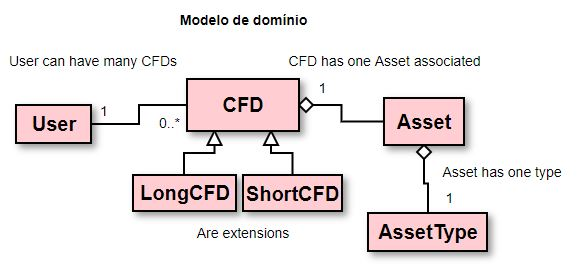 Modelo de domínio
User can have many CFDs
CFD has one Asset associated
CFD
1
1
0..*
User
Asset
Asset has one type
LongCFD
ShortCFD
1
Are extensions
AssetType